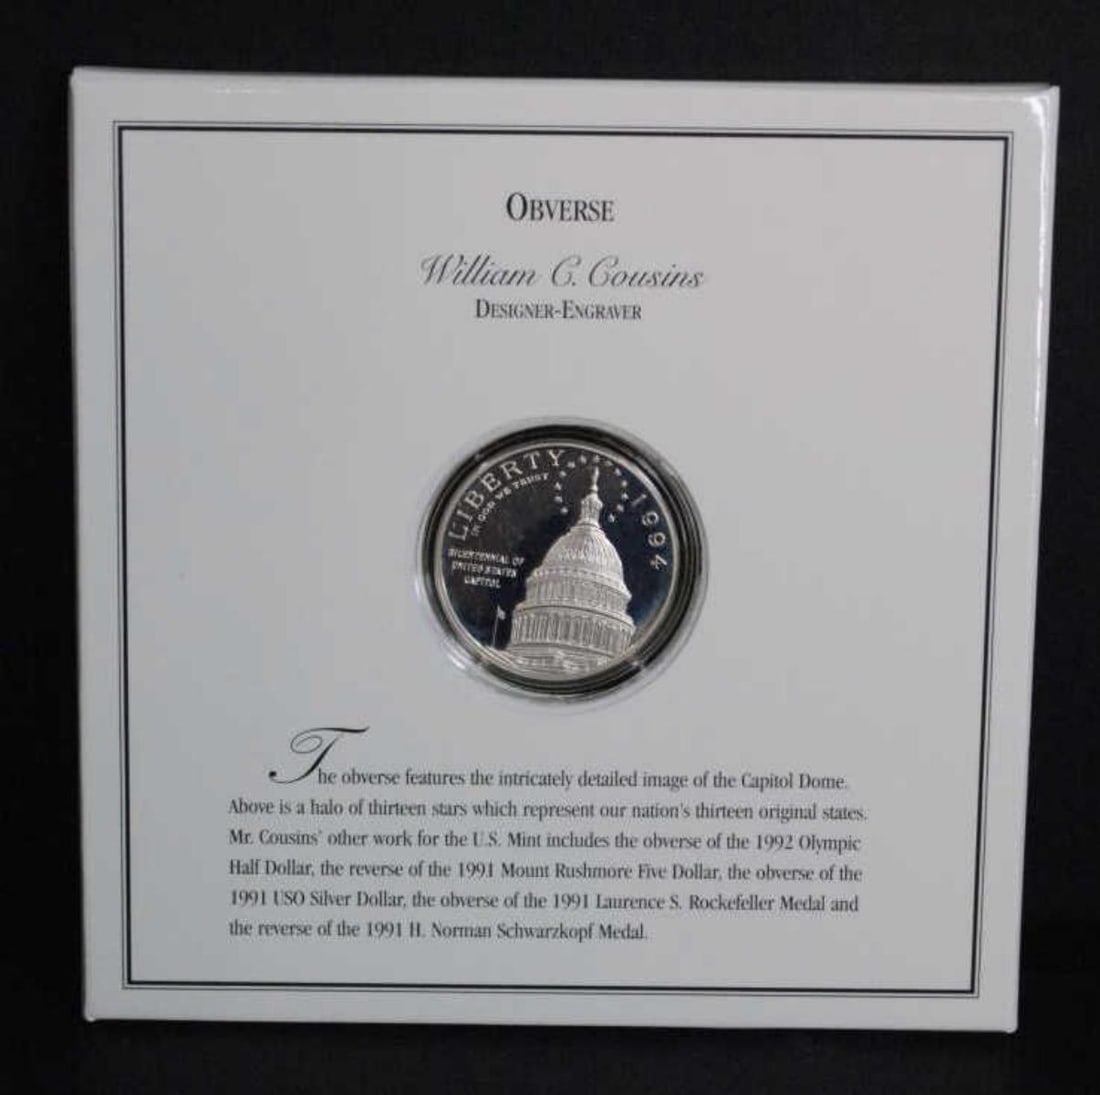 OBVERSE
William C. Cousins
DESIGNER-ENGRAVER
LIBERTY
IN GOD WE TRUST
1994
BICENTENNIAL OF
UNITED STATES
CAPITOL
The obverse features the intricately detailed image of the Capitol Dome.
Above is a halo of thirteen stars which represent our nation's thirteen original states.
Mr. Cousins' other work for the U.S. Mint includes the obverse of the 1992 Olympic
Half Dollar, the reverse of the 1991 Mount Rushmore Five Dollar, the obverse of the
1991 USO Silver Dollar, the obverse of the 1991 Laurence S. Rockefeller Medal and
the reverse of the 1991 H. Norman Schwarzkopf Medal.